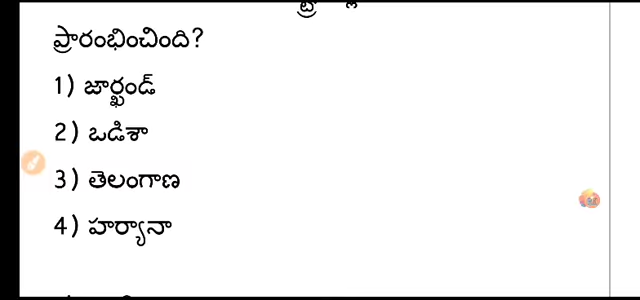 ప్రారంభించింది?
1) జార్ఖండ్
2) ఒడిశా
3) తెలంగాణ
4) హర్యానా